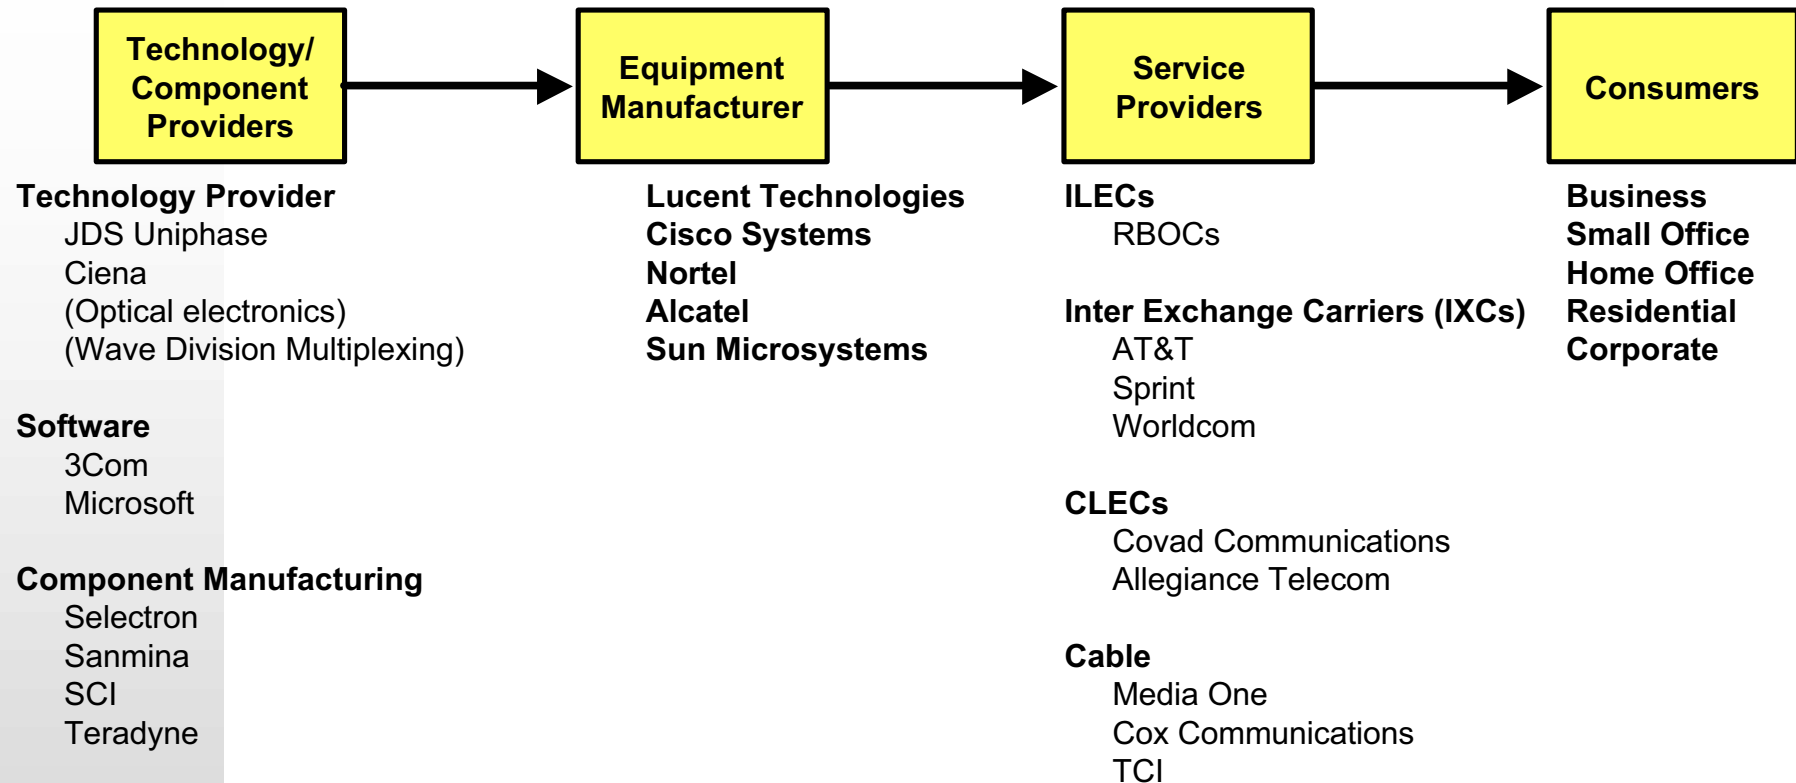 Technology/
Component
Providers
Equipment
Manufacturer
Service
Providers
Consumers
Technology Provider
JDS Uniphase
Ciena
(Optical electronics)
(Wave Division Multiplexing)
Software
3Com
Microsoft
Component Manufacturing
Selectron
Sanmina
SCI
Teradyne
Lucent Technologies
Cisco Systems
Nortel
Alcatel
Sun Microsystems
ILECs
RBOCs
Inter Exchange Carriers (IXCs)
AT&T
Sprint
Worldcom
CLECs
Covad Communications
Allegiance Telecom
Cable
Media One
Cox Communications
TCI
Business
Small Office
Home Office
Residential
Corporate